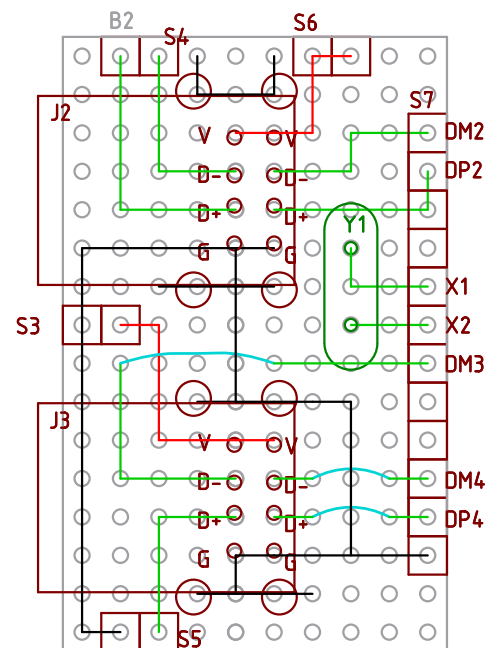 B2
S4
S6
J2
S7
V
V
DM2
D-
D-
DP2
D+
D+
Y1
G
G
X1
S3
X2
DM3
J3
V
V
D-
D-
DM4
D+
D+
DP4
G
G
S5